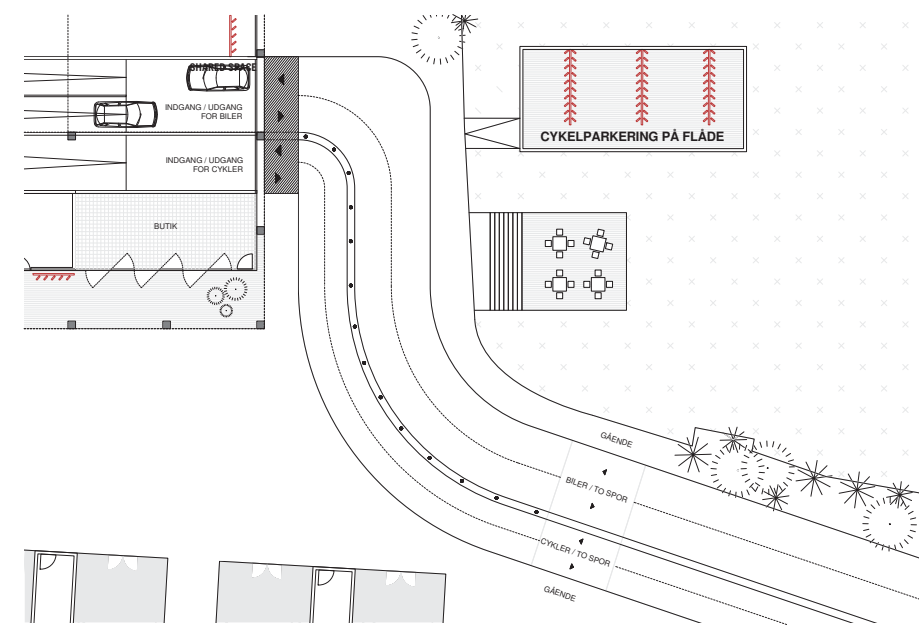 SHARED SPACE
INDGANG / UDGANG
FOR BILER
INDGANG / UDGANG
FOR CYKLER
BUTIK
CYKELPARKERING PÅ FLÅDE
GÅENDE
BILER / TO SPOR
CYKLER / TO SPOR
GÅENDE